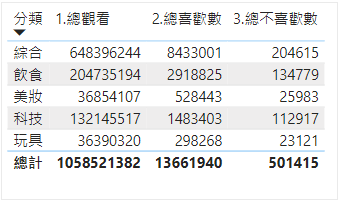 分類 1.總觀看 2.總喜歡數 3.總不喜歡數
綜合 648396244 8433001 204615
飲食 204735194 2918825 134779
美妝 36854107 528443 25983
科技 132145517 1483403 112917
玩具 36390320 298268 23121
總計 1058521382 13661940 501415